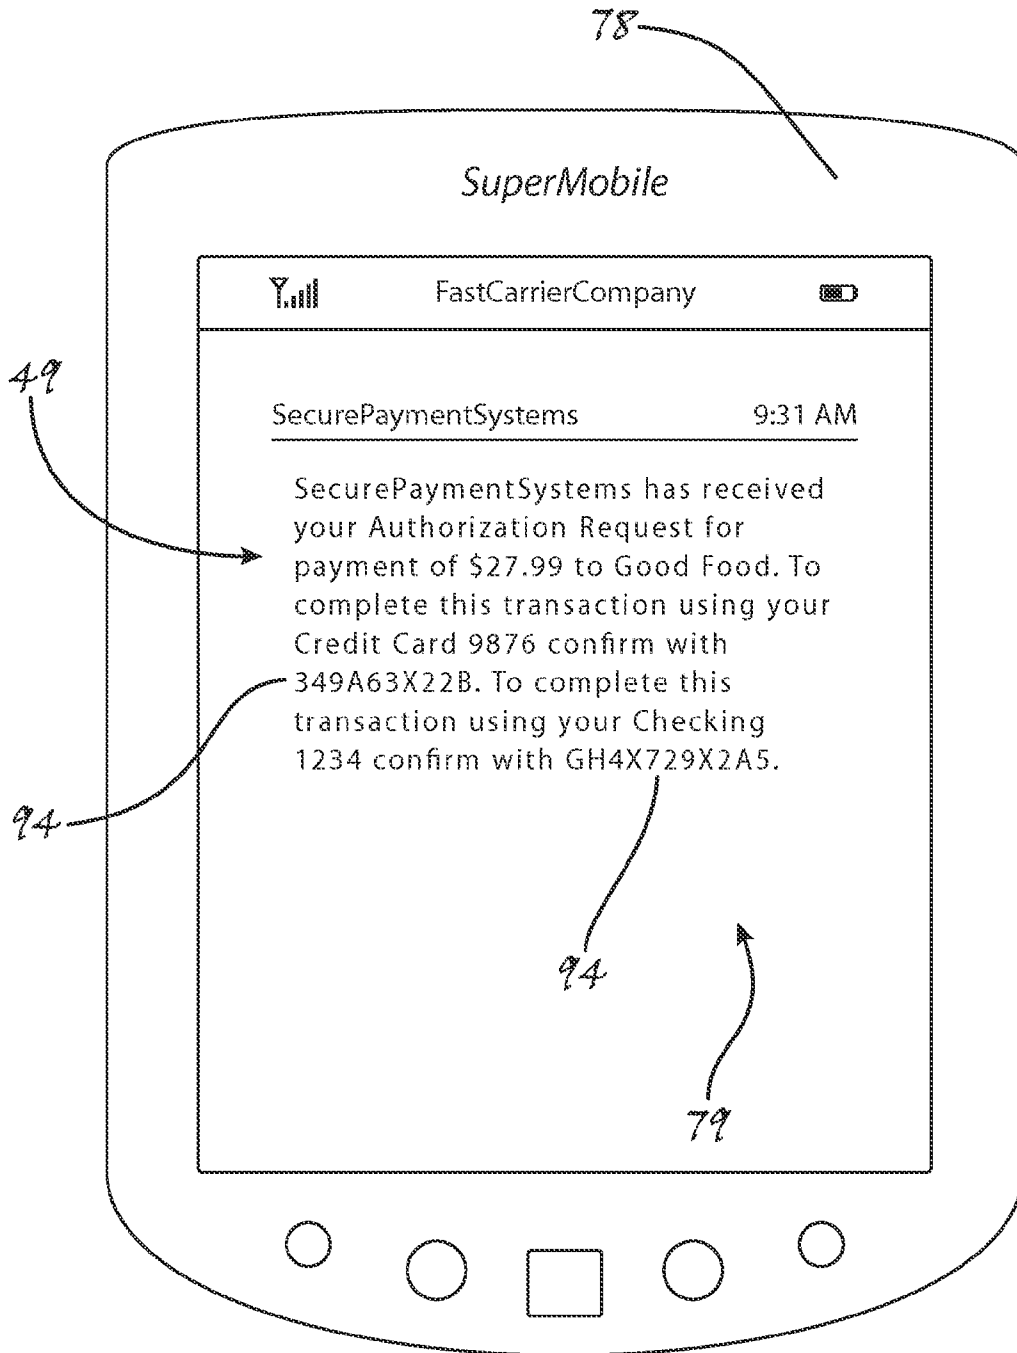 78
SuperMobile
FastCarrierCompany
49
SecurePaymentSystems 9:31 AM
SecurePaymentSystems has received
your Authorization Request for
payment of $27.99 to Good Food. To
complete this transaction using your
Credit Card 9876 confirm with
349A63X22B. To complete this
transaction using your Checking
1234 confirm with GH4X729X2A5.
94
94
79